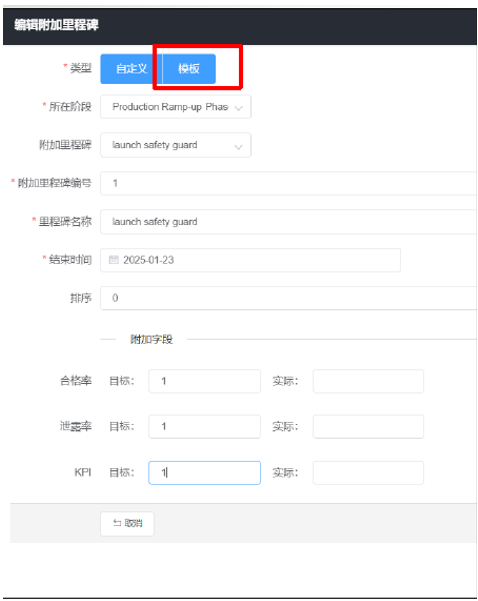 编辑附加里程碑
* 类型 自定义 模板
* 所在阶段 Production Ramp-up Phas
附加里程碑 launch safety guard
* 附加里程碑编号 1
* 里程碑名称 launch safety guard
* 结束时间 2025-01-23
排序 0
附加字段
合格率 目标: 1 实际:
泄露率 目标: 1 实际:
KPI 目标: 1 实际:
取消